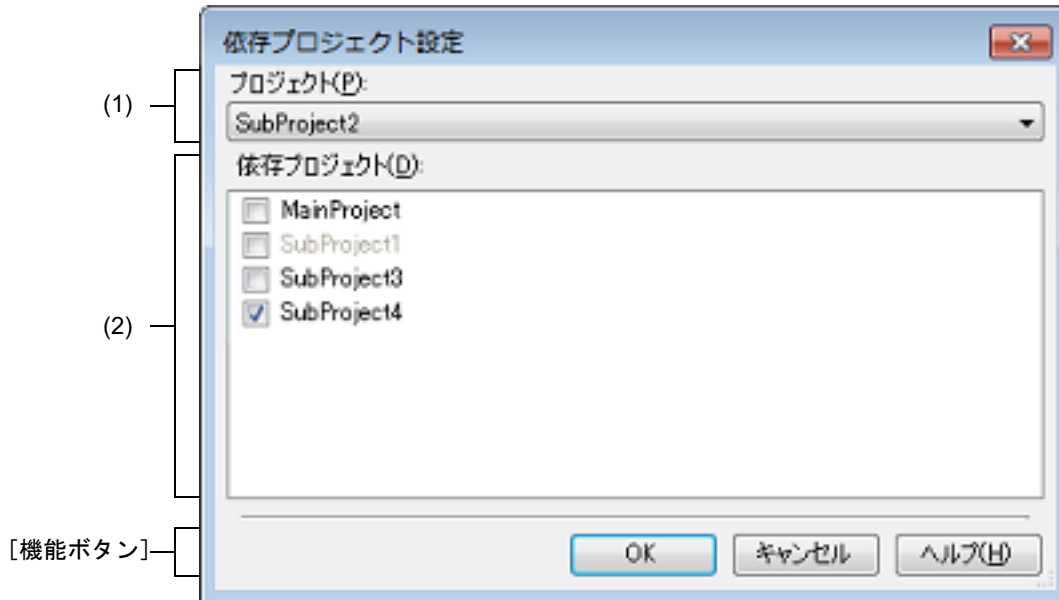 依存プロジェクト設定
(1)
プロジェクト(P):
SubProject2
(2)
依存プロジェクト(D):
MainProject
SubProject1
SubProject3
SubProject4
[機能ボタン]
OK キャンセル ヘルプ(H)